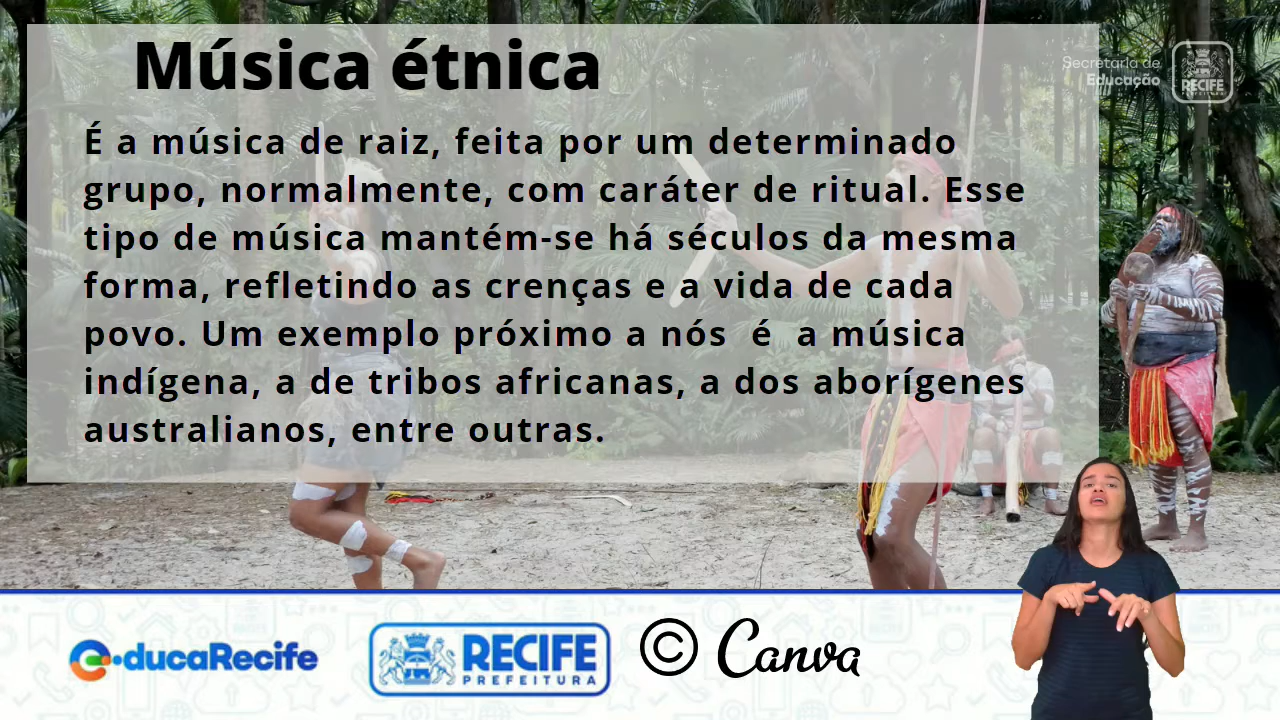 Música étnica
Secretaria de
Educação
RECIFE
PREFEITURA
É a música de raiz, feita por um determinado
grupo, normalmente, com caráter de ritual. Esse
tipo de música mantém-se há séculos da mesma
forma, refletindo as crenças e a vida de cada
povo. Um exemplo próximo a nós  é  a música
indígena, a de tribos africanas, a dos aborígenes
australianos, entre outras.
educaRecife
RECIFE
PREFEITURA
© Canva